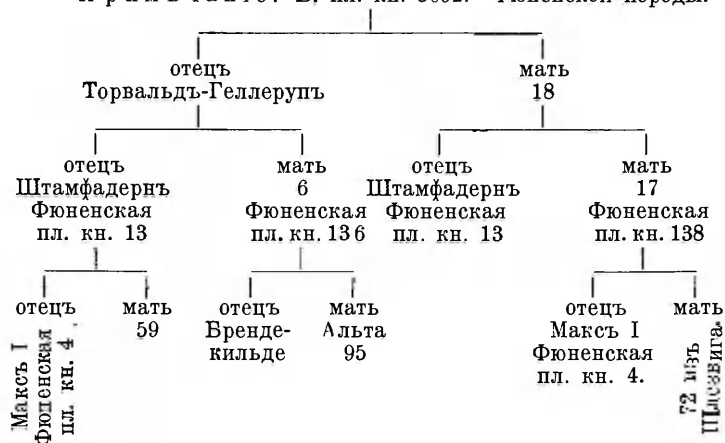 Фюненской породы.
отецъ мать
Торвальдъ-Геллерупъ 18
отецъ мать отецъ мать
Штамфадернъ 6 Штамфадернъ 17
Фюненская Фюненская Фюненская Фюненская
пл. кн. 13 пл. кн. 136 пл. кн. 13 пл. кн. 138
отецъ мать отецъ мать отецъ мать
Максъ I
Фюненская
пл. кн. 4.
59
Бренде-
кильде
Альта
95
Максъ I
Фюненская
пл. кн. 4.
72 изъ
Шлезвига.